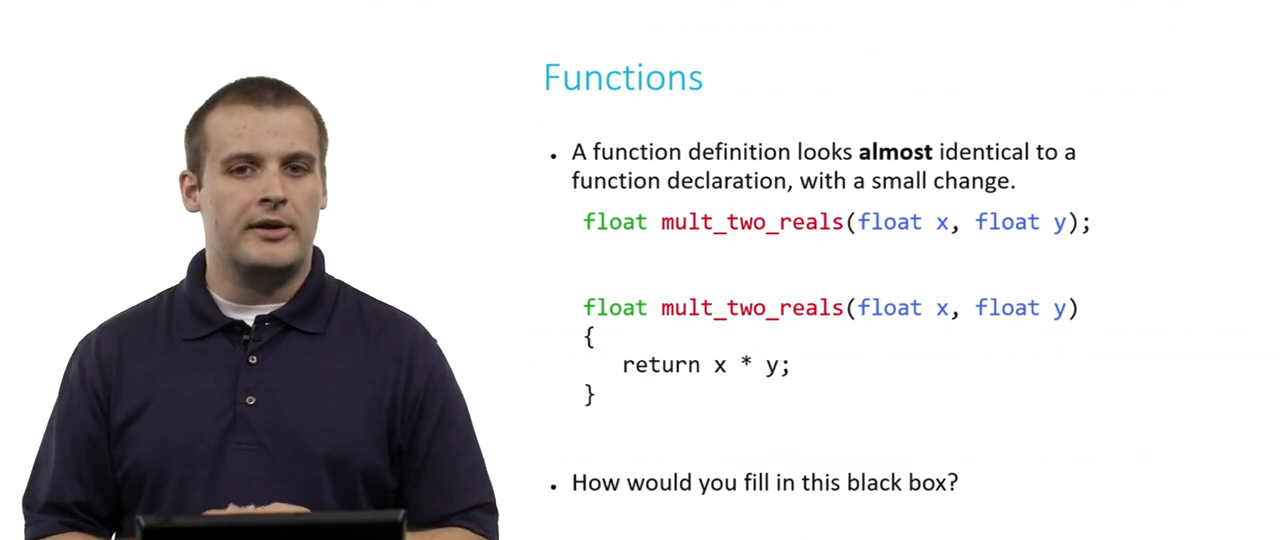 Functions
• A function definition looks almost identical to a
function declaration, with a small change.
float mult_two_reals(float x, float y);
float mult_two_reals(float x, float y)
{
return x * y;
}
• How would you fill in this black box?